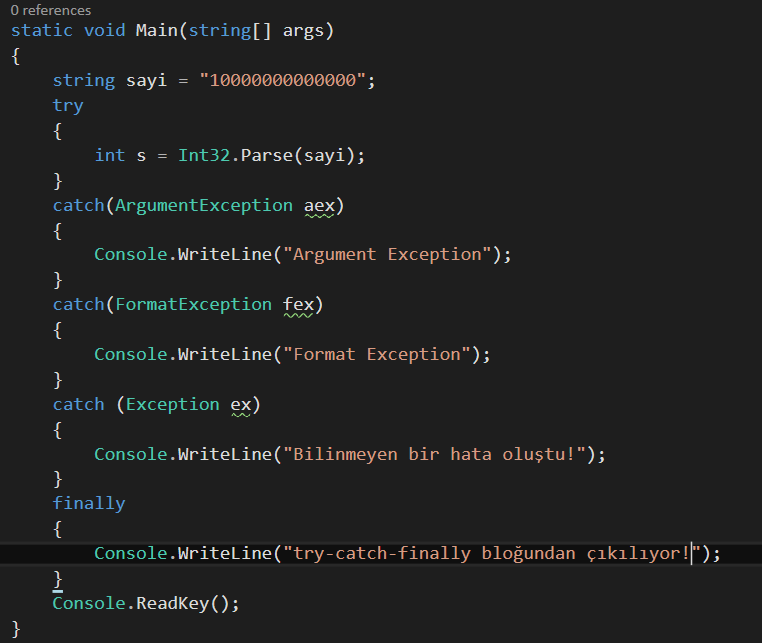 0 references
static void Main(string[] args)
{
    string sayi = "10000000000000";
    try
    {
        int s = Int32.Parse(sayi);
    }
    catch(ArgumentException aex)
    {
        Console.WriteLine("Argument Exception");
    }
    catch(FormatException fex)
    {
        Console.WriteLine("Format Exception");
    }
    catch (Exception ex)
    {
        Console.WriteLine("Bilinmeyen bir hata oluştu!");
    }
    finally
    {
        Console.WriteLine("try-catch-finally bloğundan çıkılıyor!");
    }
    Console.ReadKey();
}